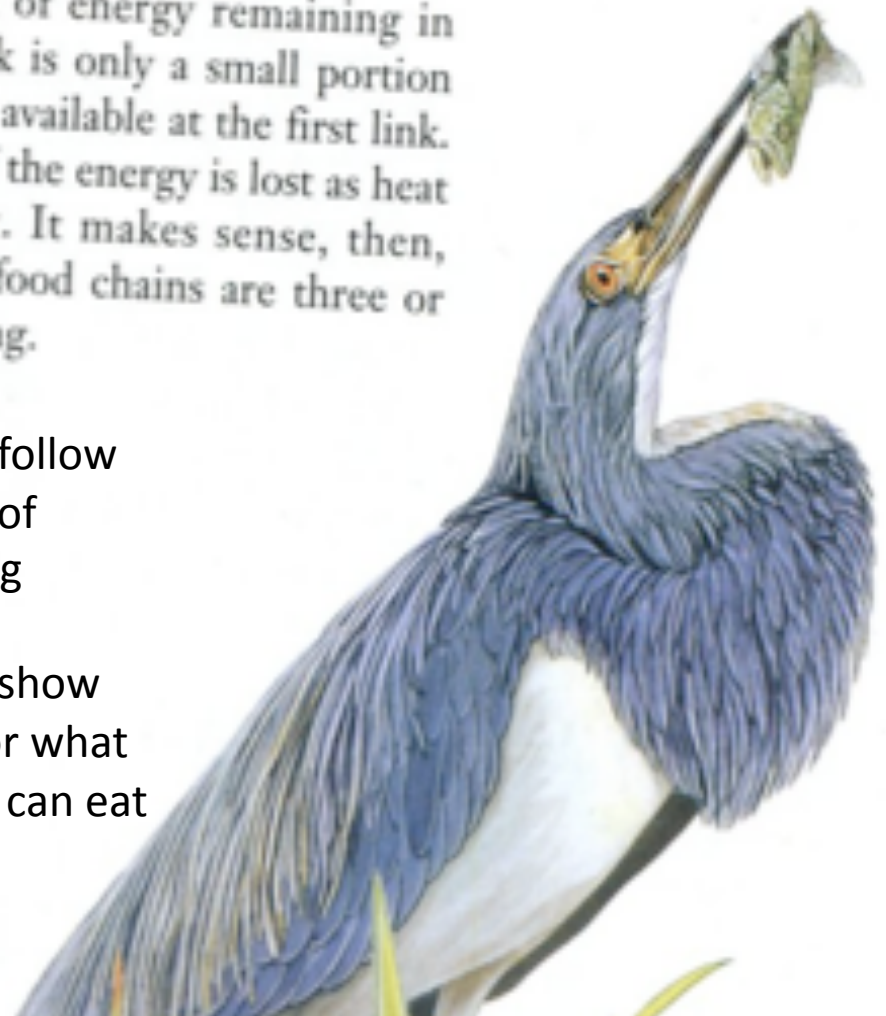 of energy remaining in
k is only a small portion
available at the first link.
the energy is lost as heat
. It makes sense, then,
food chains are three or
g.
follow
of
g
show
or what
can eat